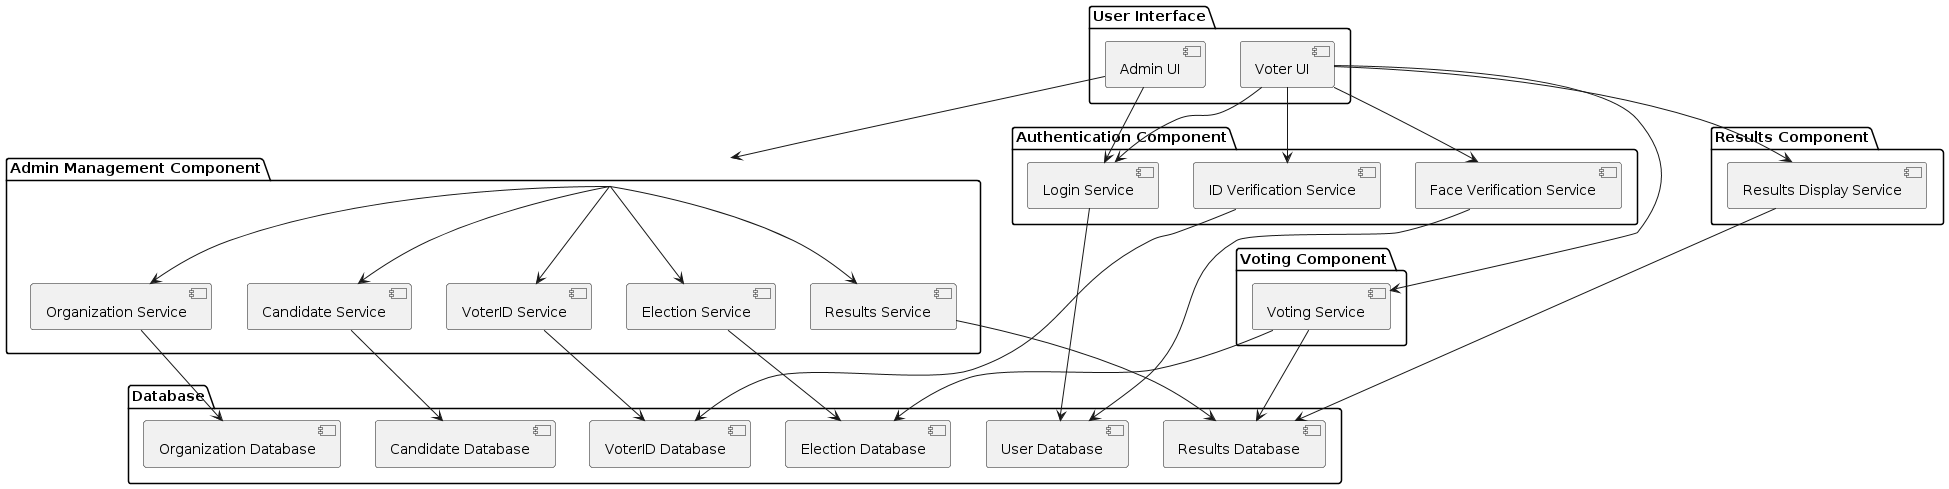 User Interface
Admin UI
Voter UI
Authentication Component
Results Component
Admin Management Component
Login Service
ID Verification Service
Face Verification Service
Results Display Service
Voting Component
Organization Service
Candidate Service
VoterID Service
Election Service
Results Service
Voting Service
Database
Organization Database
Candidate Database
VoterID Database
Election Database
User Database
Results Database